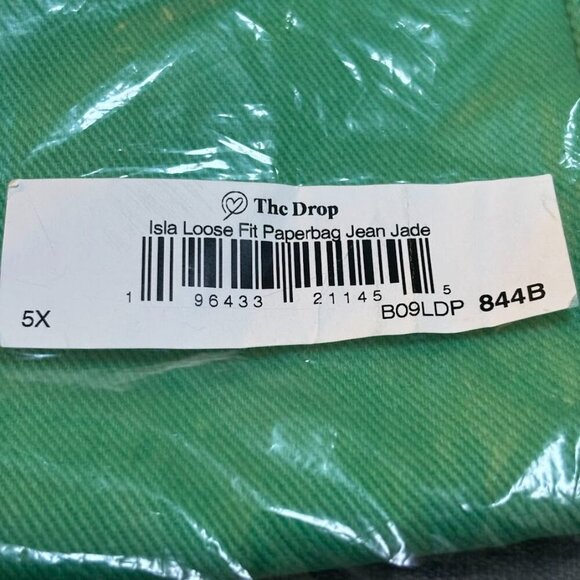 The Drop
Isla Loose Fit Paperbag Jean Jade
1 96433 21145 5
5X B09LDP 844B